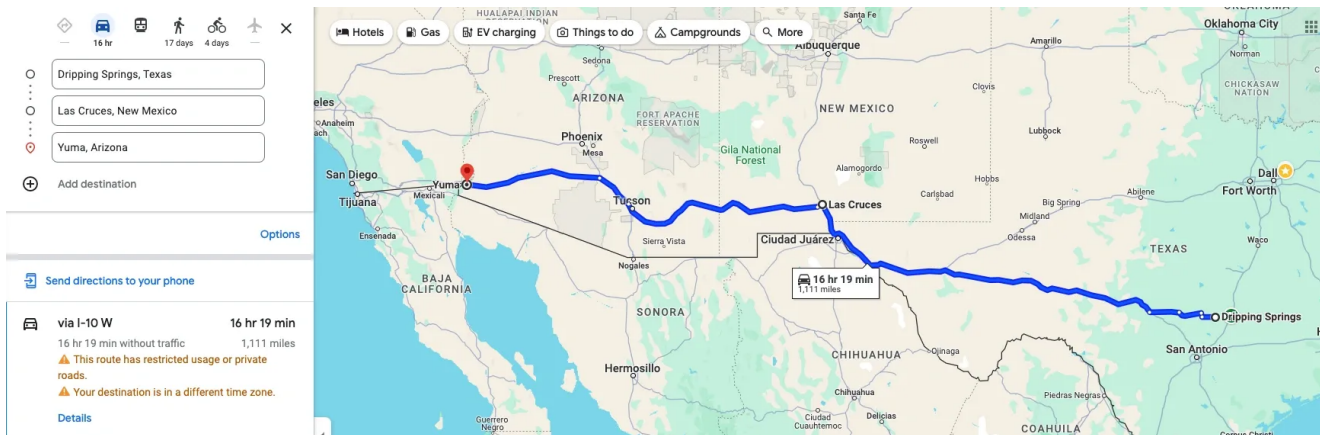 16 hr
17 days
4 days
Dripping Springs, Texas
Las Cruces, New Mexico
Yuma, Arizona
Add destination
Options
Send directions to your phone
via I-10 W
16 hr 19 min
16 hr 19 min without traffic
1,111 miles
This route has restricted usage or private
roads.
Your destination is in a different time zone.
Details
Hotels
Gas
EV charging
Things to do
Campgrounds
More
HUALAPAI INDIAN
Santa Fe
OKLAHOMA
Oklahoma City
Albuquerque
Amarillo
Norman
Sedona
Prescott
ARIZONA
Clovis
CHICKASAW
NATION
eles
NEW MEXICO
FORT APACHE
RESERVATION
Anaheim
ach
Phoenix
Mesa
Lubbock
Roswell
Gila National
Forest
Alamogordo
San Diego
Yuma
Mexicali
Tijuana
Hobbs
Carlsbad
Dall
Fort Worth
Abilene
Big Spring
Tucson
Las Cruces
Midland
Odessa
Ensenada
Sierra Vista
Ciudad Juárez
Waco
TEXAS
Nogales
16 hr 19 min
1,111 miles
BAJA
CALIFORNIA
SONORA
Dripping Springs
San Antonio
CHIHUAHUA
Ojinaga
Hermosillo
Chihuahua
Piedras Negras
Guerrero
Negro
Ciudad
Cuauhtemoc
Delicias
COAHUILA